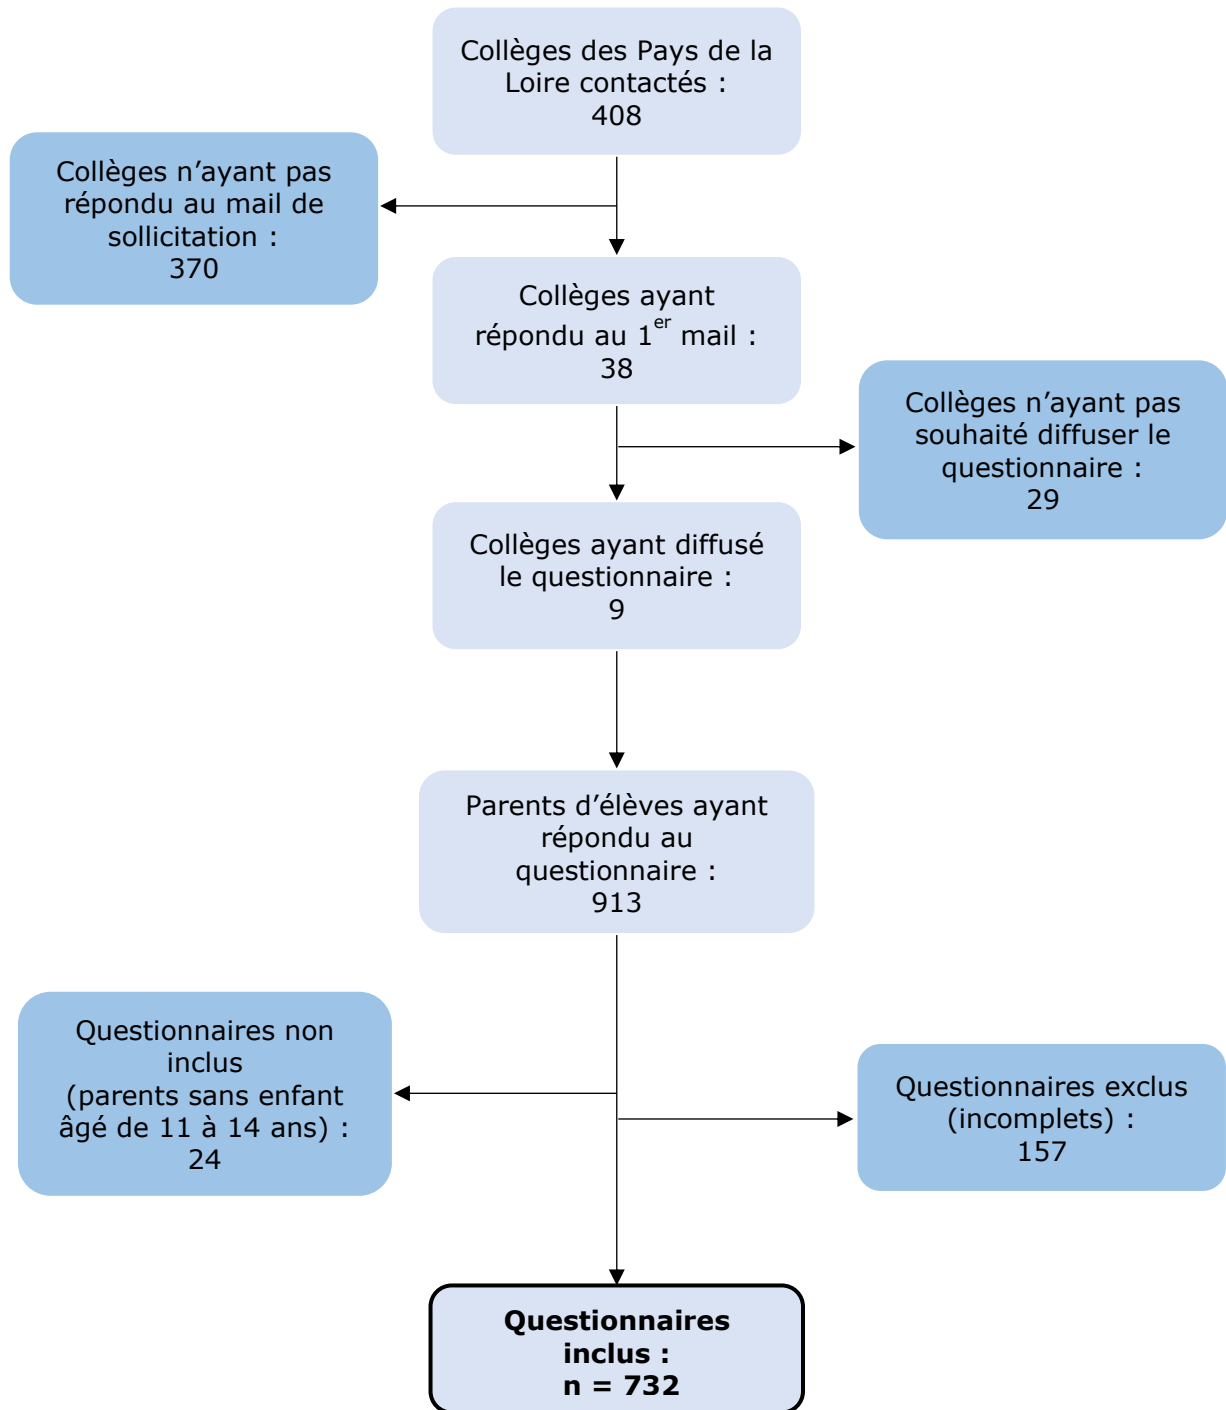 Collèges des Pays de la
Loire contactés :
408
Collèges n’ayant pas
répondu au mail de
sollicitation :
370
Collèges ayant
répondu au 1er mail :
38
Collèges n’ayant pas
souhaité diffuser le
questionnaire :
29
Collèges ayant diffusé
le questionnaire :
9
Parents d’élèves ayant
répondu au
questionnaire :
913
Questionnaires non
inclus
(parents sans enfant
âgé de 11 à 14 ans) :
24
Questionnaires exclus
(incomplets) :
157
Questionnaires
inclus :
n = 732